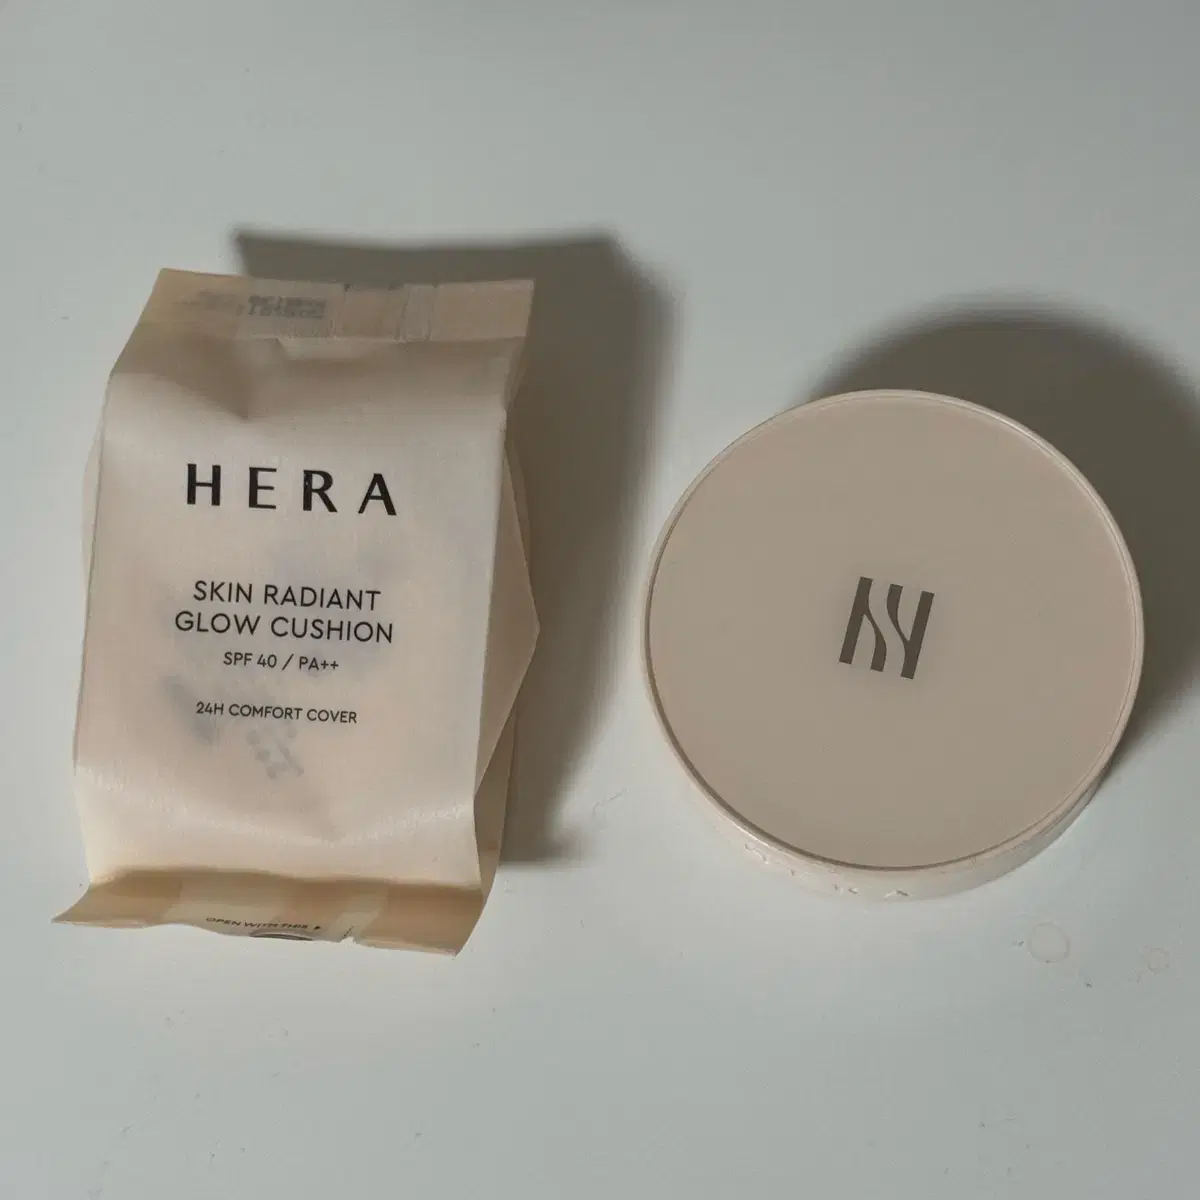 HERA
SKIN RADIANT
GLOW CUSHION
SPF 40 / PA++
24H COMFORT COVER
OPEN WITH THIS